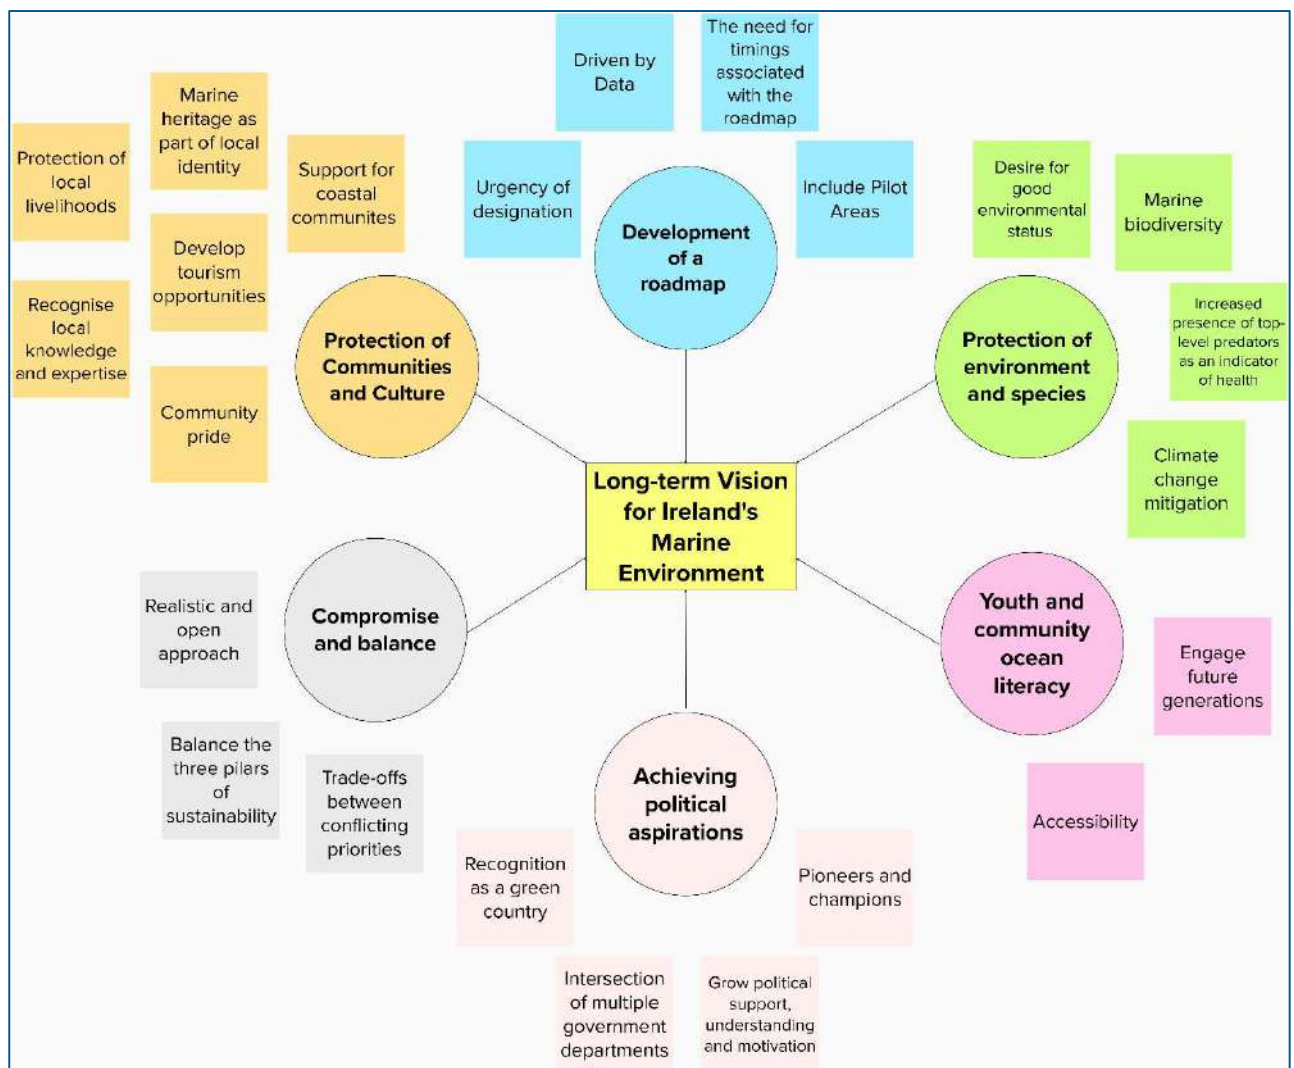 The need for
timings
associated
with the
roadmap
Driven by
Data
Urgency of
designation
Include Pilot
Areas
Development
of a
roadmap
Marine
heritage as
part of local
identity
Protection of
local
livelihoods
Support for
coastal
communites
Develop
tourism
opportunities
Recognise
local
knowledge
and expertise
Community
pride
Protection of
Communities
and Culture
Desire for
good
environmental
status
Marine
biodiversity
Increased
presence of top-
level predators
as an indicator
of health
Climate
change
mitigation
Protection of
environment
and species
Long-term Vision
for Ireland's
Marine
Environment
Compromise
and balance
Realistic and
open
approach
Balance the
three pilars
of
sustainability
Trade-offs
between
conflicting
priorities
Youth and
community
ocean
literacy
Engage
future
generations
Accessibility
Achieving
political
aspirations
Recognition
as a green
country
Pioneers and
champions
Intersection
of multiple
government
departments
Grow political
support,
understanding
and motivation